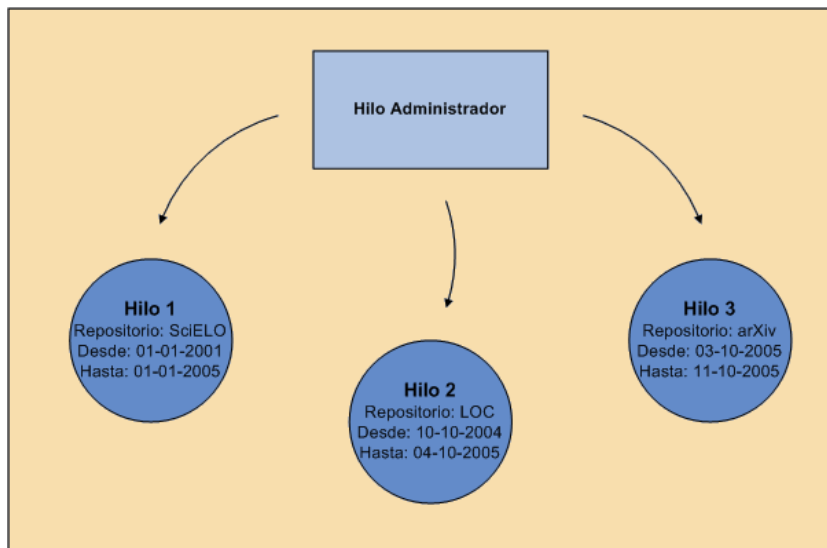 Hilo Administrador
Hilo 1
Repositorio: SciELO
Desde: 01-01-2001
Hasta: 01-01-2005
Hilo 2
Repositorio: LOC
Desde: 10-10-2004
Hasta: 04-10-2005
Hilo 3
Repositorio: arXiv
Desde: 03-10-2005
Hasta: 11-10-2005